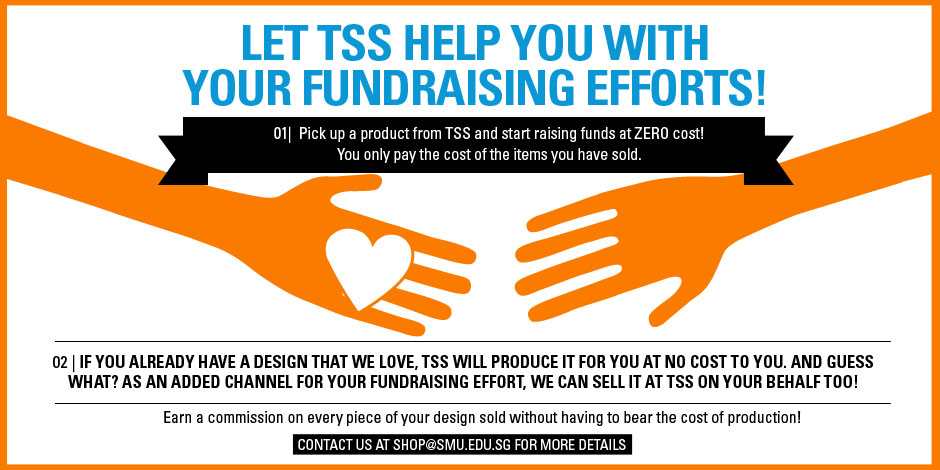 LET TSS HELP YOU WITH
YOUR FUNDRAISING EFFORTS!
01| Pick up a product from TSS and start raising funds at ZERO cost!
You only pay the cost of the items you have sold.
02 | IF YOU ALREADY HAVE A DESIGN THAT WE LOVE, TSS WILL PRODUCE IT FOR YOU AT NO COST TO YOU. AND GUESS
WHAT? AS AN ADDED CHANNEL FOR YOUR FUNDRAISING EFFORT, WE CAN SELL IT AT TSS ON YOUR BEHALF TOO!
Earn a commission on every piece of your design sold without having to bear the cost of production!
CONTACT US AT SHOP@SMU.EDU.SG FOR MORE DETAILS